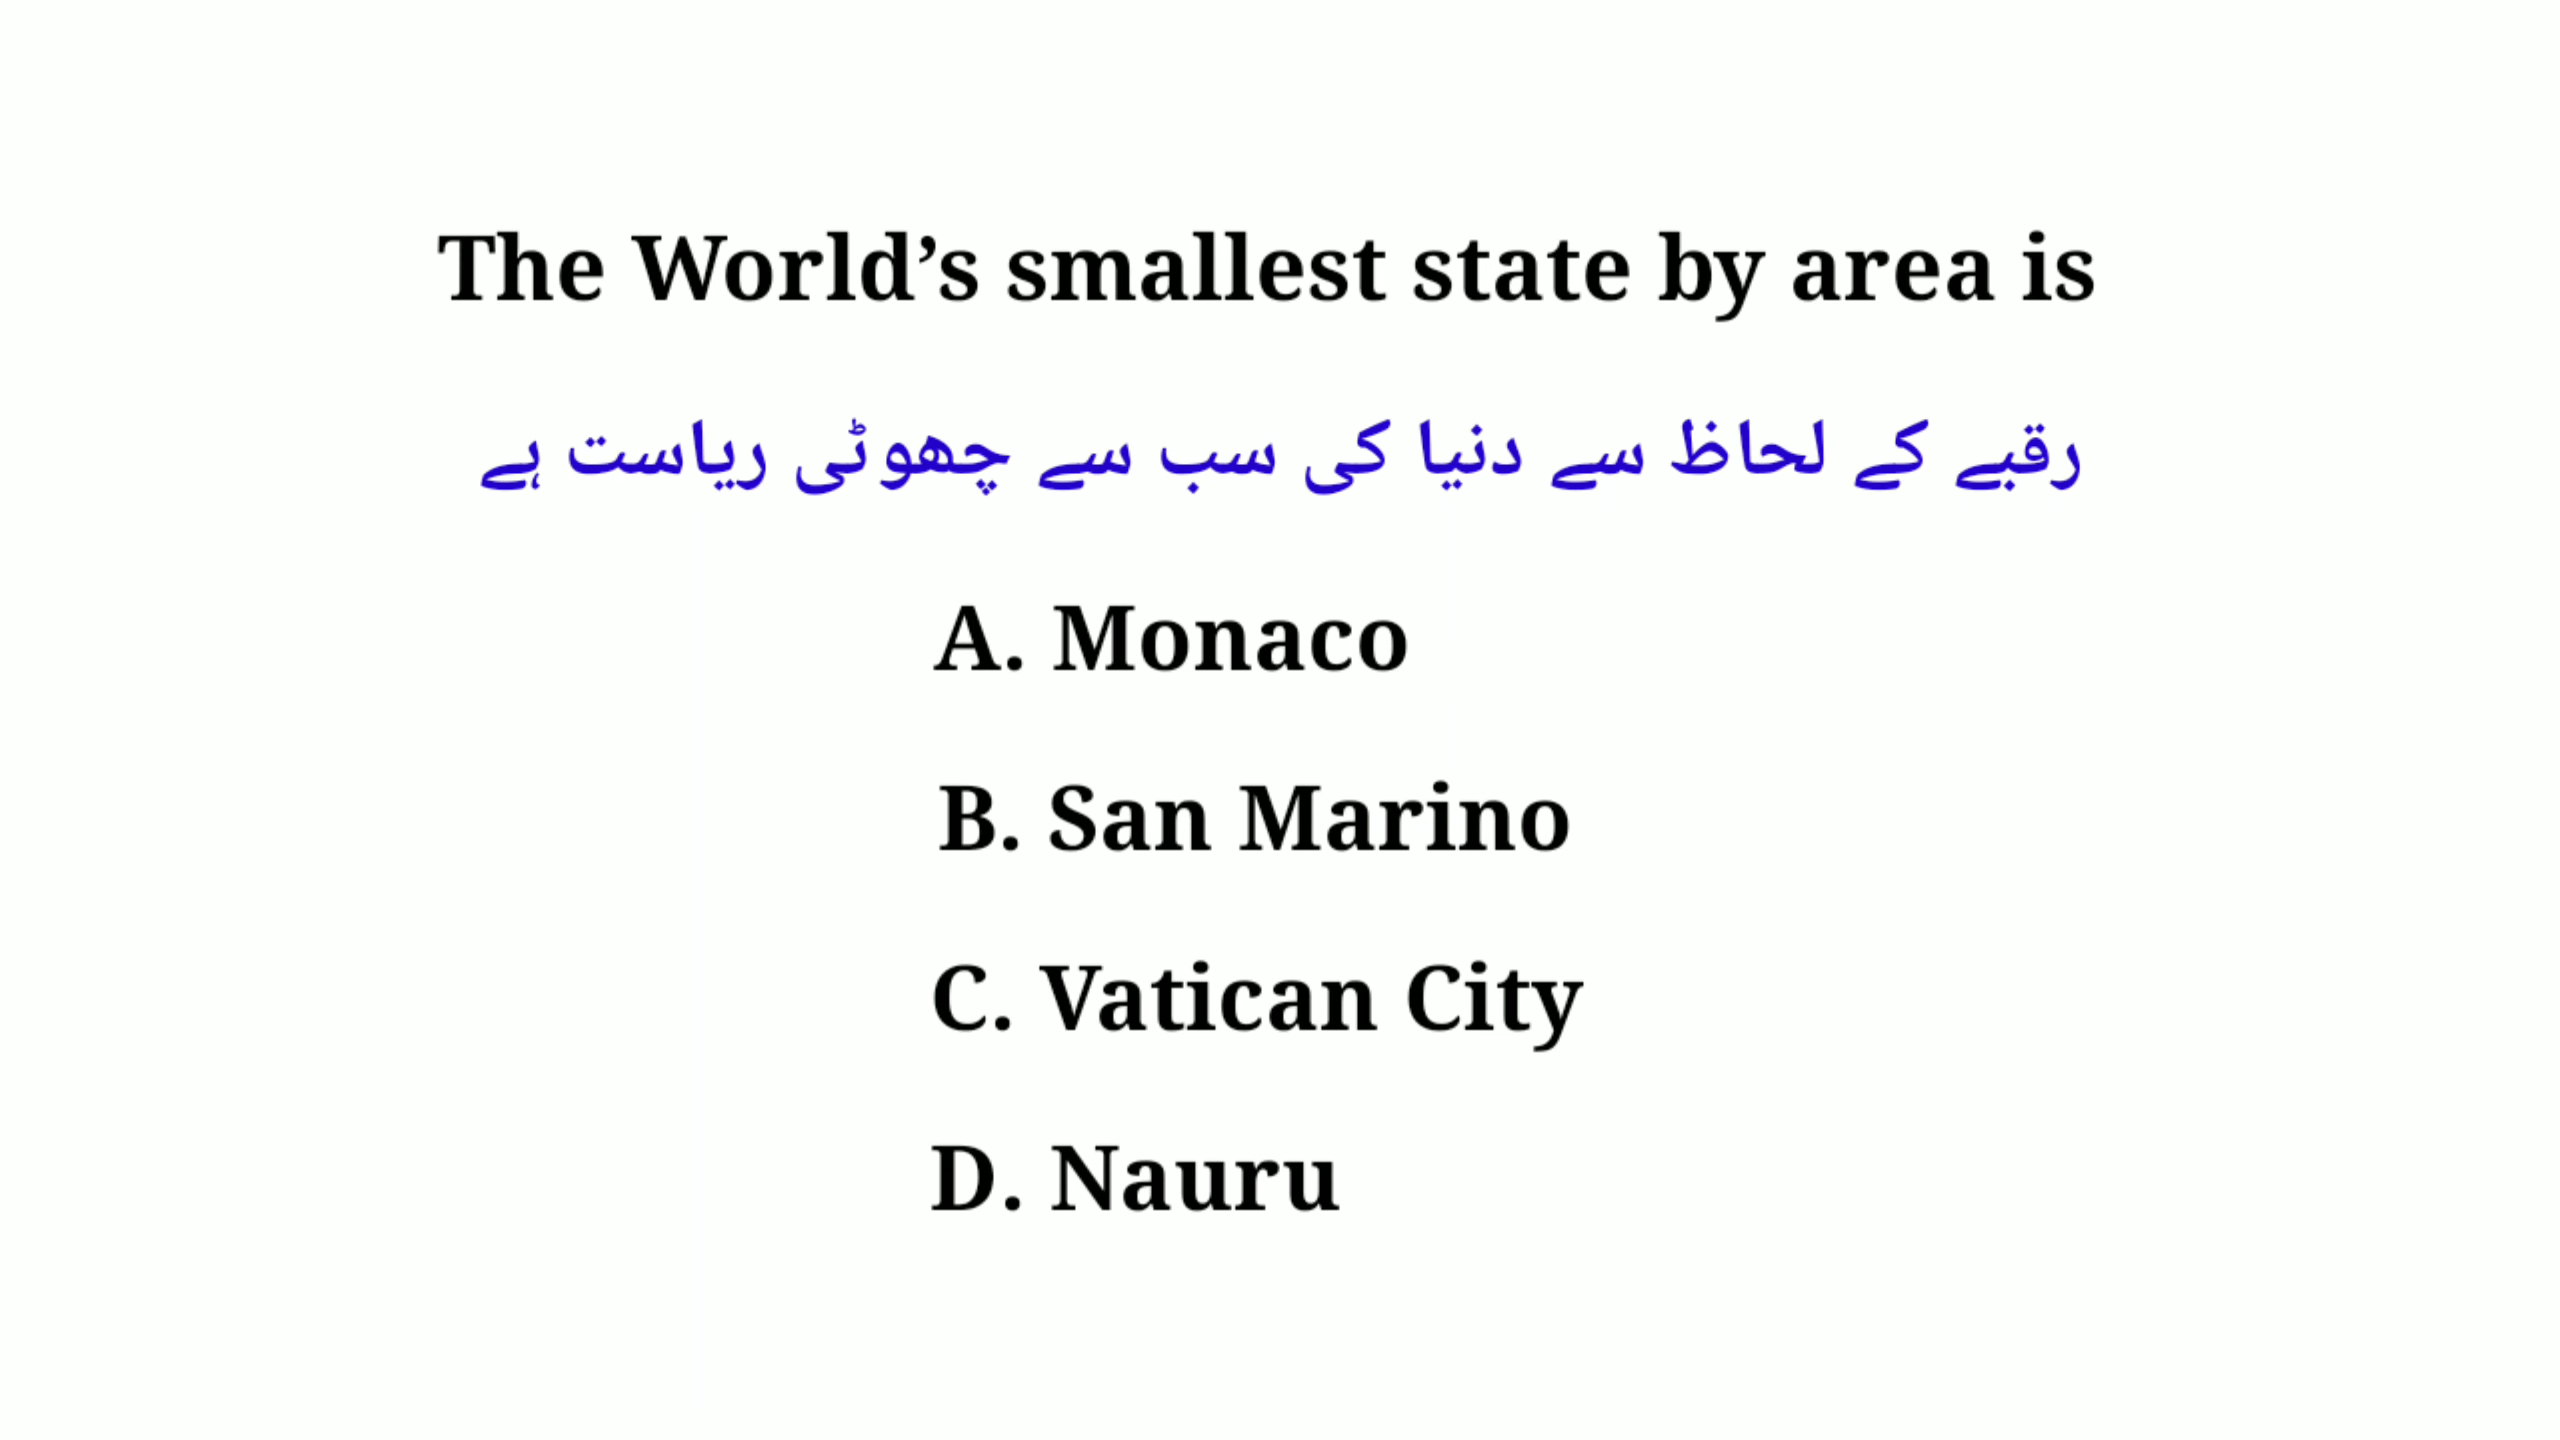 The World’s smallest state by area is
رقبے کے لحاظ سے دنیا کی سب سے چھوٹی ریاست ہے
A. Monaco
B. San Marino
C. Vatican City
D. Nauru